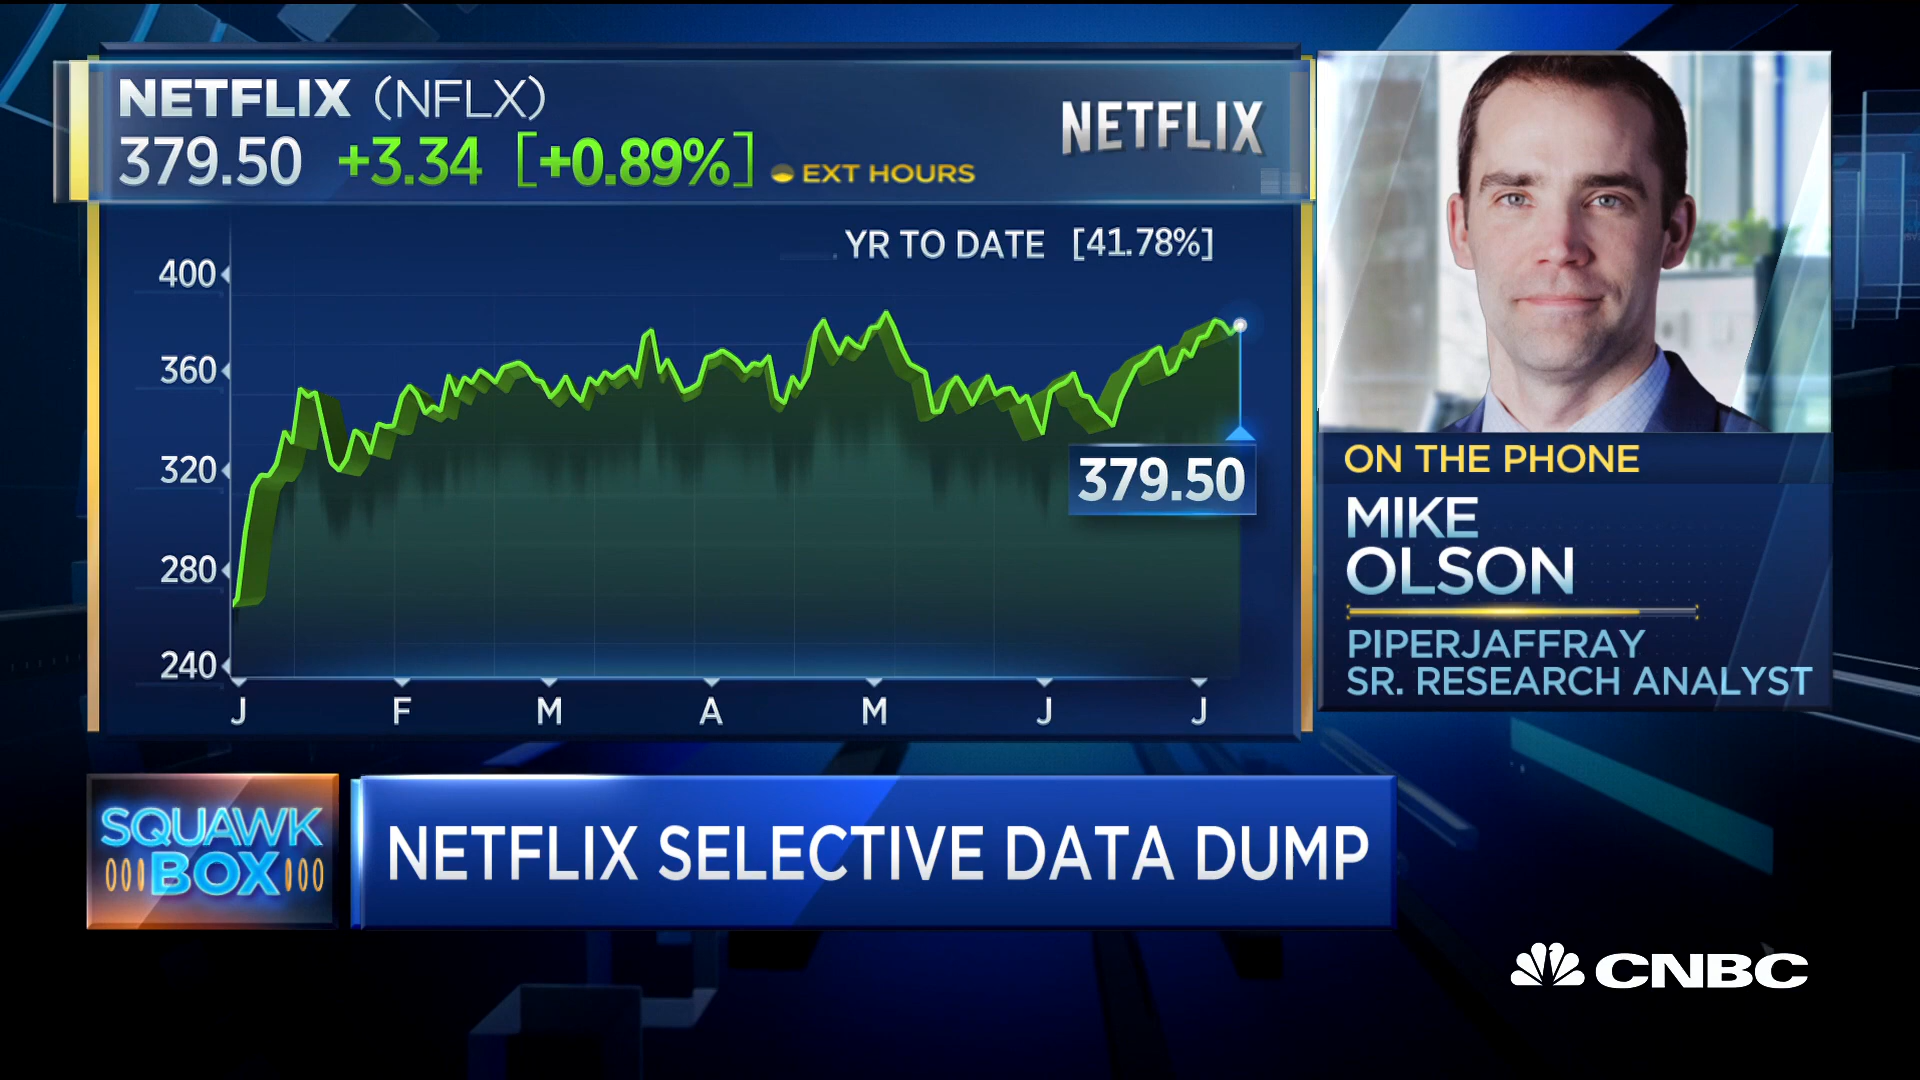 NETFLIX (NFLX)
379.50 +3.34 [+0.89%] EXT HOURS
NETFLIX
YR TO DATE [41.78%]
400
360
320
280
240
J F M A M J J
379.50
ON THE PHONE
MIKE
OLSON
PIPERJAFFRAY
SR. RESEARCH ANALYST
SQUAWK
BOX
NETFLIX SELECTIVE DATA DUMP
CNBC